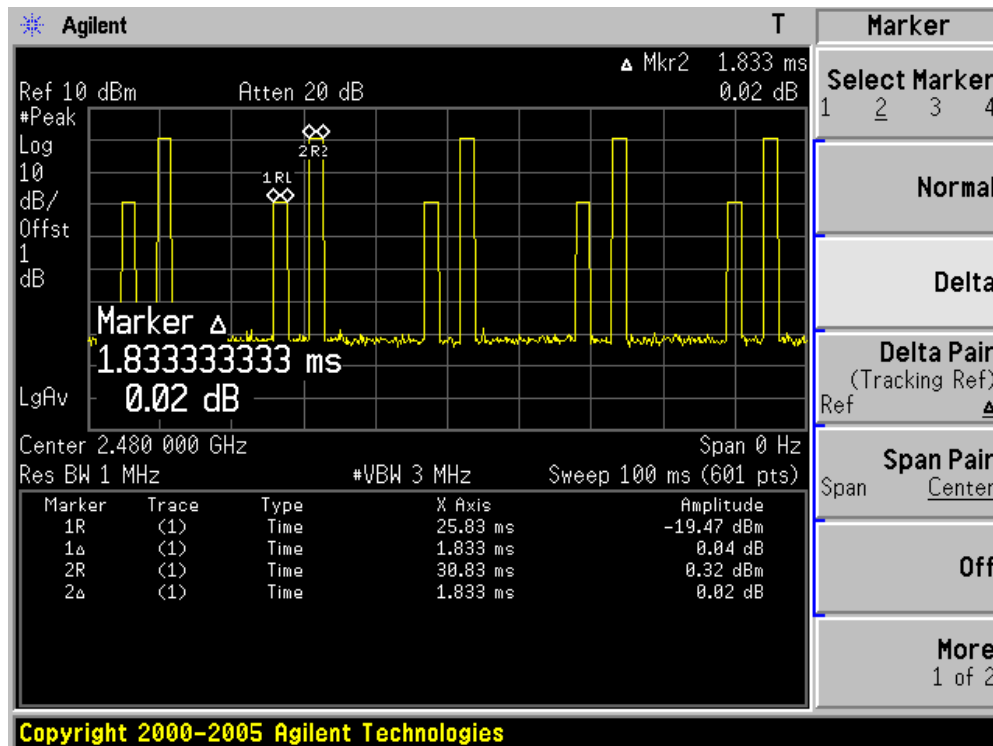 Agilent T Marker
Δ Mkr2 1.833 ms
Ref 10 dBm Atten 20 dB 0.02 dB
#Peak
Log
10
dB/
Offst
1
dB
LgAv
2R2
1R1
Marker Δ
1.833333333 ms
0.02 dB
Center 2.480 000 GHz Span 0 Hz
Res BW 1 MHz #VBW 3 MHz Sweep 100 ms (601 pts)
Marker Trace Type X Axis Amplitude
1R (1) Time 25.83 ms -19.47 dBm
1Δ (1) Time 1.833 ms 0.04 dB
2R (1) Time 30.83 ms 0.32 dBm
2Δ (1) Time 1.833 ms 0.02 dB
Select Marker
1 2 3 4
Normal
Delta
Delta Pair
(Tracking Ref)
Ref Δ
Span Pair
Span Center
Off
More
1 of 2
Copyright 2000-2005 Agilent Technologies